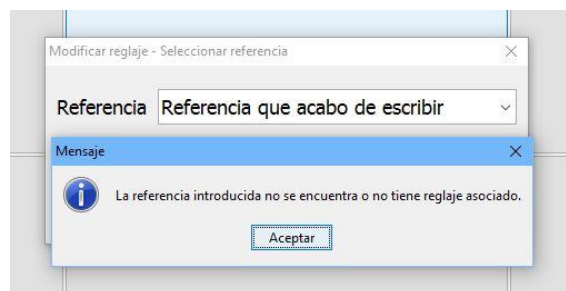 Modificar reglaje - Seleccionar referencia
Referencia Referencia que acabo de escribir
Mensaje
La referencia introducida no se encuentra o no tiene reglaje asociado.
Aceptar